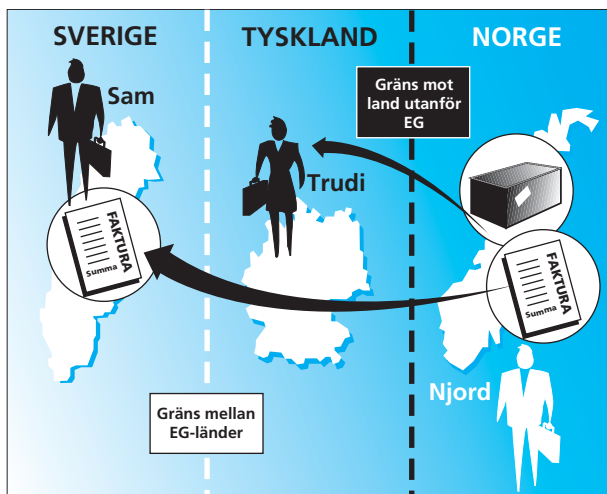 SVERIGE
TYSKLAND
NORGE
Sam
Gräns mot
land utanför
EG
Trudi
FAKTURA
Summa
FAKTURA
Summa
Njord
Gräns mellan
EG-länder